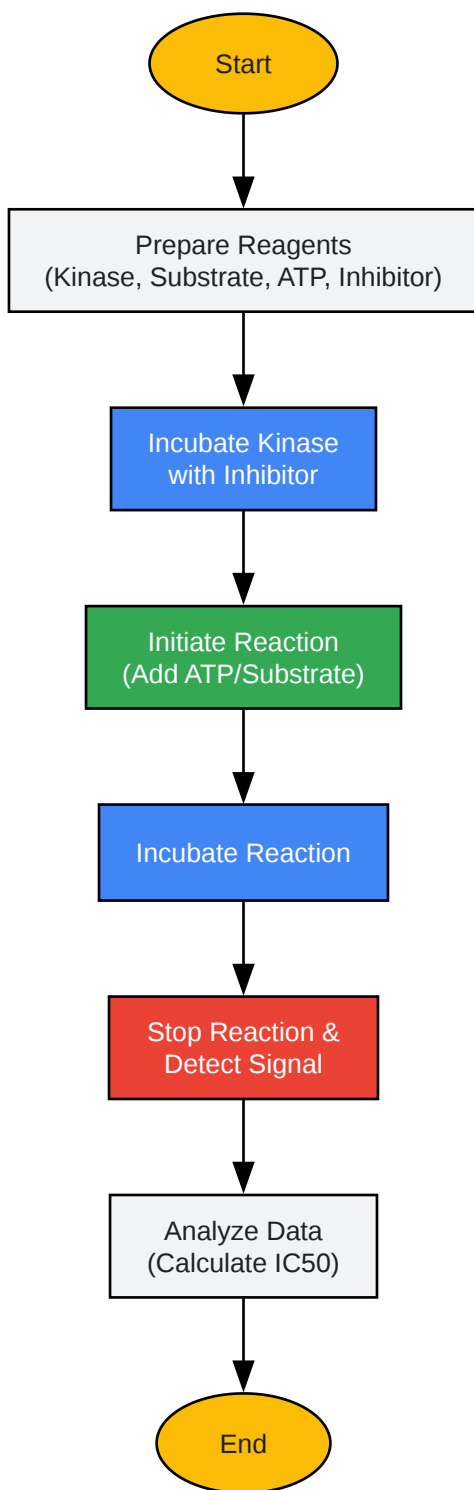 Start
Prepare Reagents
(Kinase, Substrate, ATP, Inhibitor)
Incubate Kinase
with Inhibitor
Initiate Reaction
(Add ATP/Substrate)
Incubate Reaction
Stop Reaction &
Detect Signal
Analyze Data
(Calculate IC50)
End